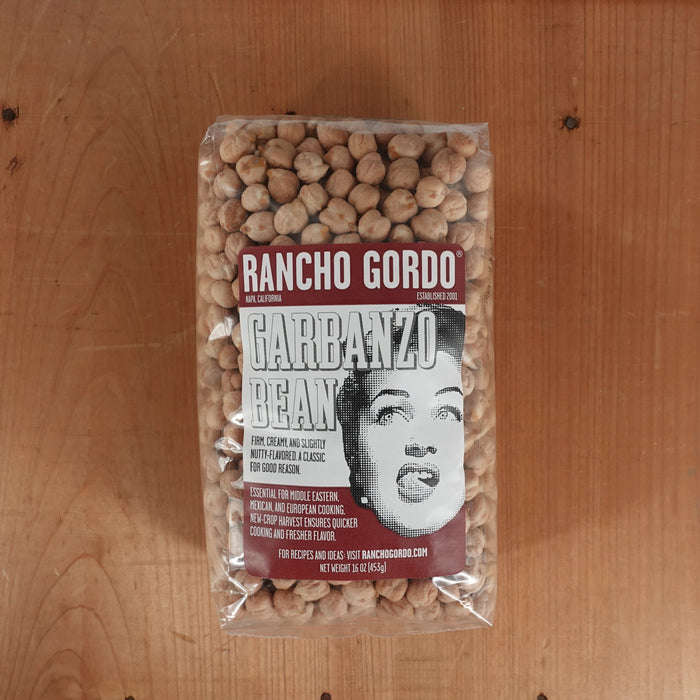 RANCHO GORDO®
NAPA, CALIFORNIA ESTABLISHED 2001
GARBANZO
BEAN
FIRM, CREAMY, AND SLIGHTLY
NUTTY-FLAVORED, A CLASSIC
FOR GOOD REASON.
ESSENTIAL FOR MIDDLE EASTERN,
MEXICAN, AND EUROPEAN COOKING.
NEW-CROP HARVEST ENSURES QUICKER
COOKING AND FRESHER FLAVOR.
FOR RECIPES AND IDEAS: VISIT RANCHOGORDO.COM
NET WEIGHT 16 OZ (453g)